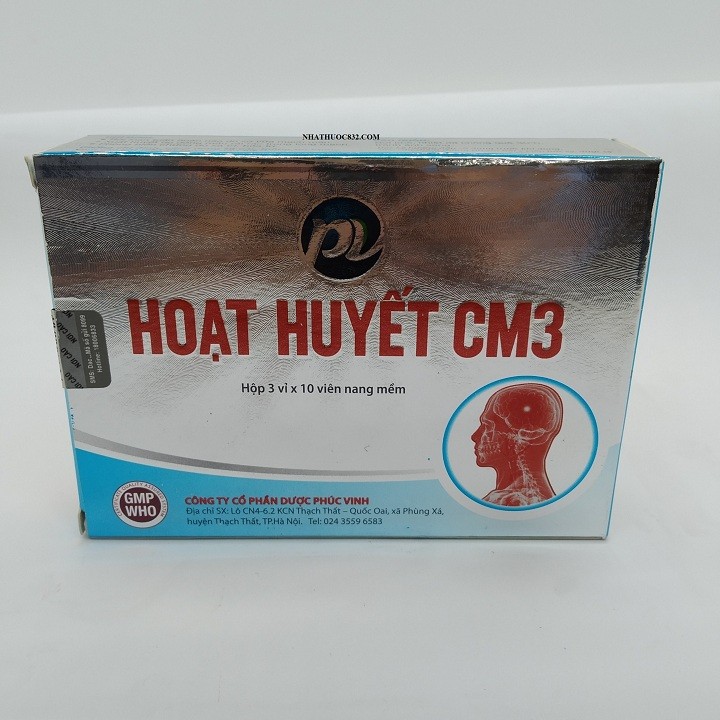 NHATHUOC832.COM
PV
HOẠT HUYẾT CM3
Hộp 3 vỉ x 10 viên nang mềm
GMP
WHO
CÔNG TY CỔ PHẦN DƯỢC PHÚC VINH
Địa chỉ SX: Lô CN4-6.2 KCN Thạch Thất – Quốc Oai, xã Phùng Xá,
huyện Thạch Thất, TP.Hà Nội. Tel: 024 3559 6583